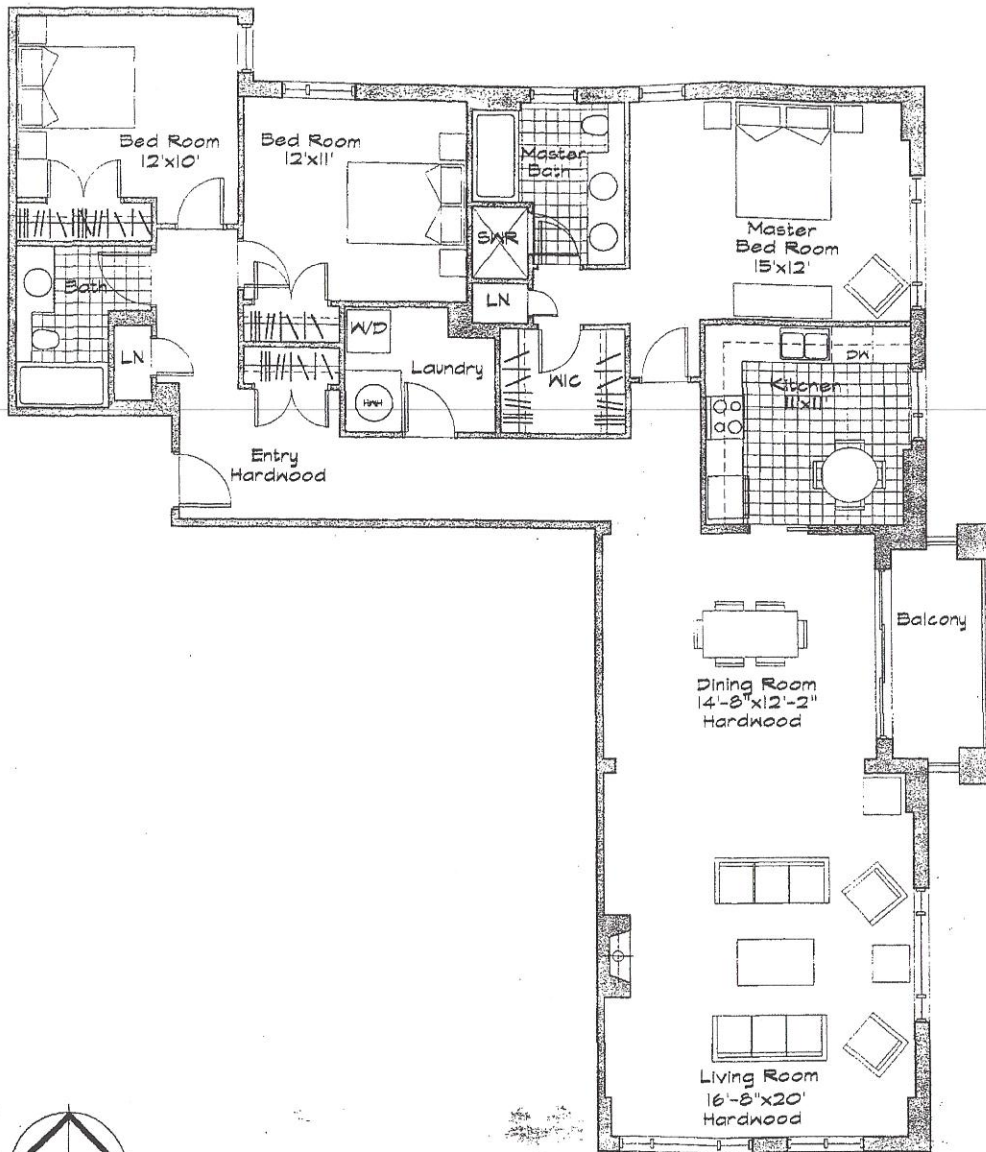 Bed Room
12'x10'
Bed Room
12'x11'
Master
Bath
Master
Bed Room
15'x12'
SWR
Bath
LN
LN
W/D
Laundry
HWH
WIC
DW
Kitchen
11'x11'
Entry
Hardwood
Balcony
Dining Room
14'-8"x12'-2"
Hardwood
Living Room
16'-8"x20'
Hardwood